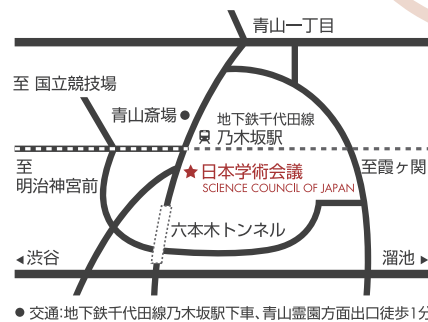 青山一丁目
至 国立競技場
青山斎場●
地下鉄千代田線
乃木坂駅
至
明治神宮前
★日本学術会議
SCIENCE COUNCIL OF JAPAN
至霞ヶ関
六本木トンネル
◀渋谷
溜池▶
● 交通:地下鉄千代田線乃木坂駅下車、青山霊園方面出口徒歩1分